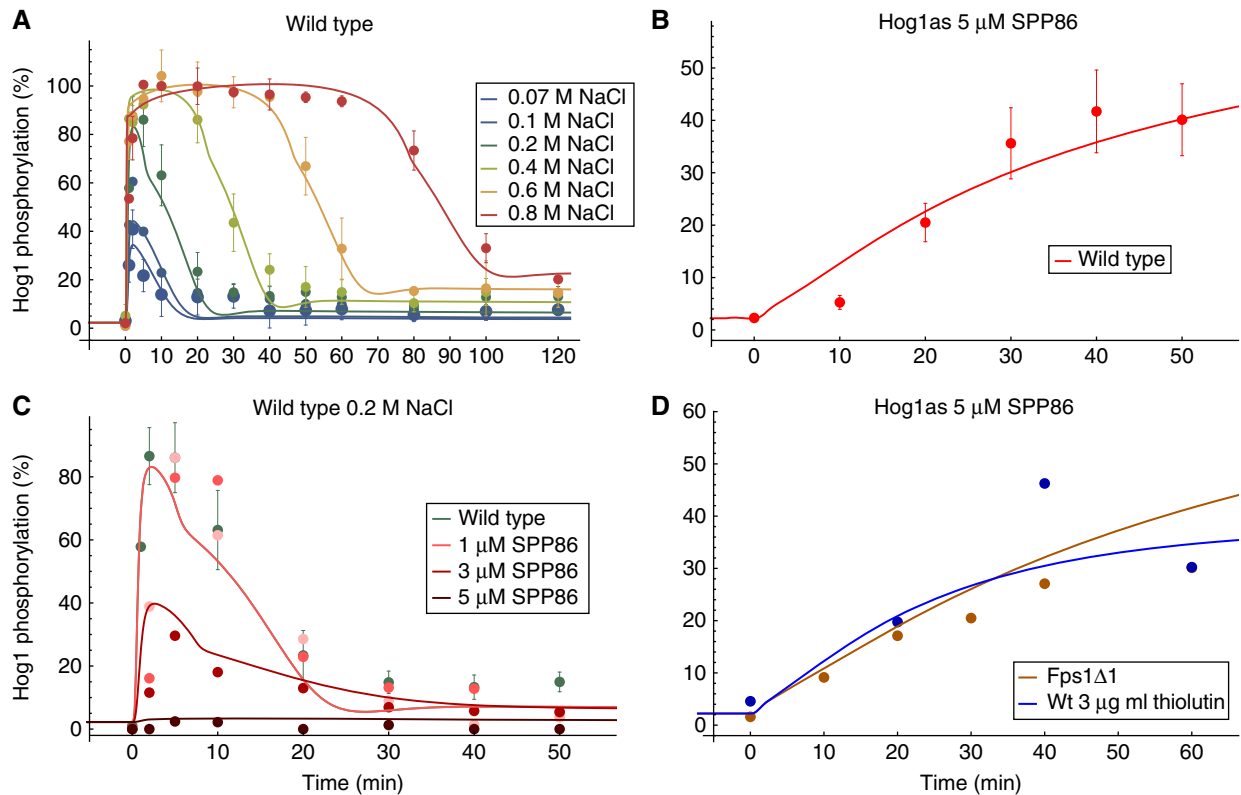 A
Wild type
Hog1 phosphorylation (%)
100
80
60
40
20
0
0 10 20 30 40 50 60 70 80 90 100 120
0.07 M NaCl
0.1 M NaCl
0.2 M NaCl
0.4 M NaCl
0.6 M NaCl
0.8 M NaCl
B
Hog1as 5 μM SPP86
50
40
30
20
10
0
0 10 20 30 40 50
Wild type
C
Wild type 0.2 M NaCl
Hog1 phosphorylation (%)
80
60
40
20
0
0 10 20 30 40 50
Time (min)
Wild type
1 μM SPP86
3 μM SPP86
5 μM SPP86
D
Hog1as 5 μM SPP86
60
50
40
30
20
10
0
0 10 20 30 40 50 60
Time (min)
Fps1Δ1
Wt 3 μg ml thiolutin